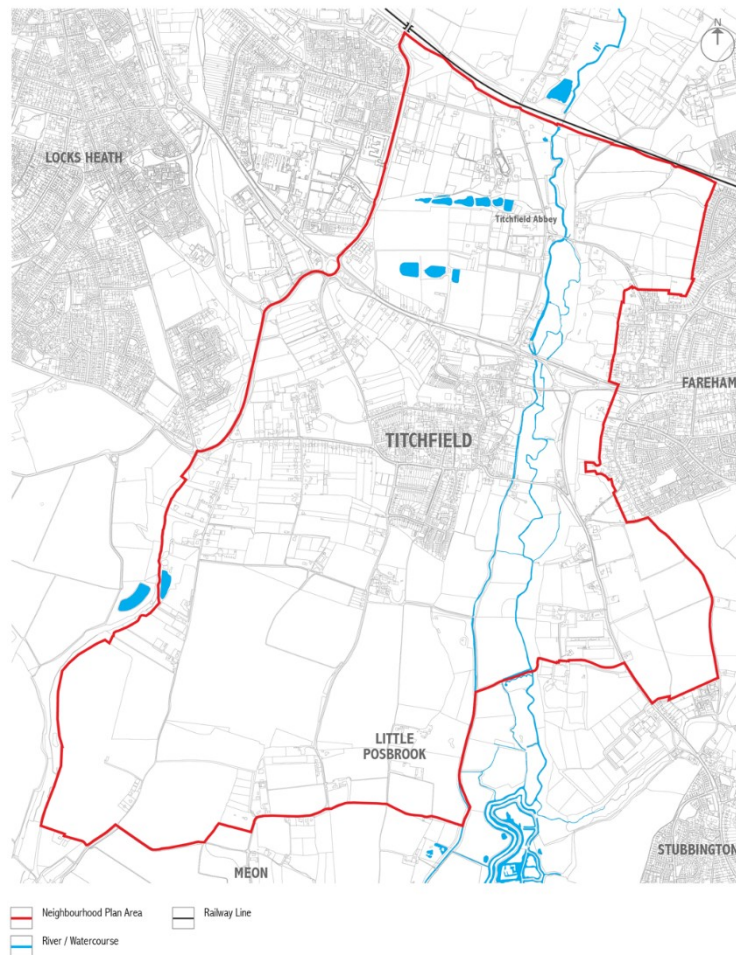 N
LOCKS HEATH
Titchfield Abbey
FAREHAM
TITCHFIELD
LITTLE
POSBROOK
STUBBINGTON
MEON
Neighbourhood Plan Area
Railway Line
River / Watercourse